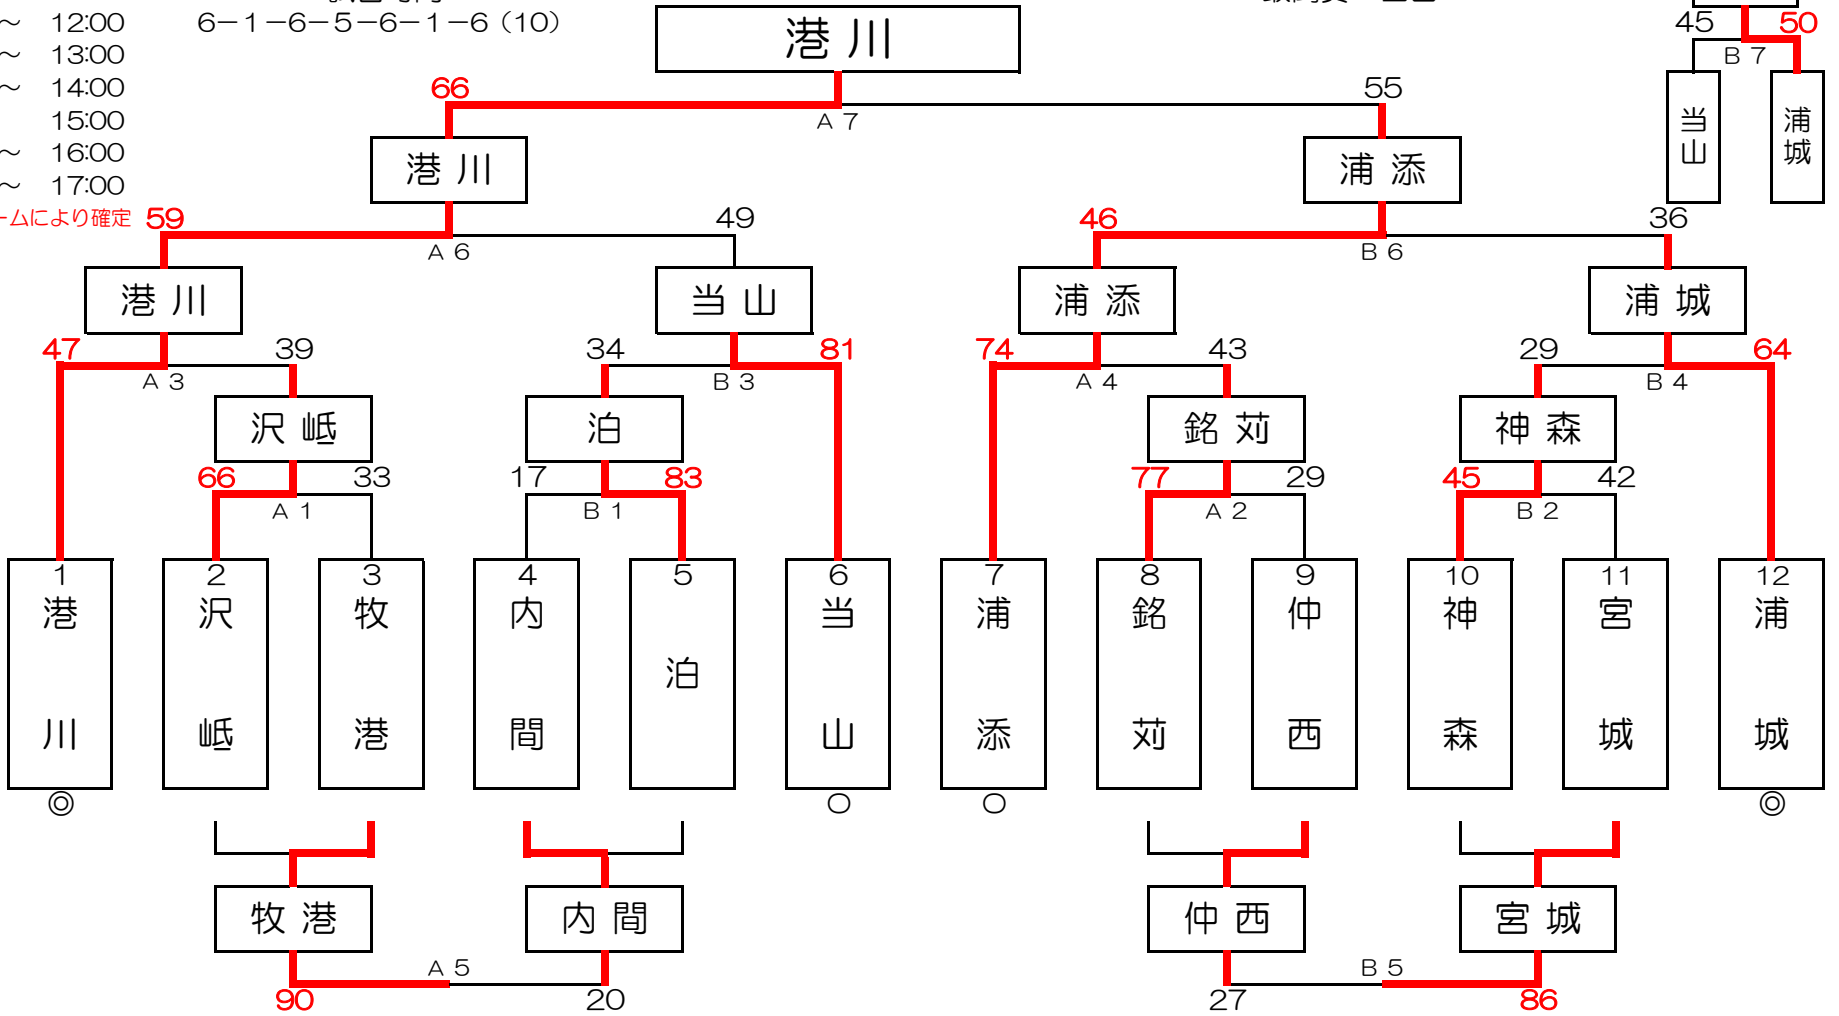 ～ 12:00
6－1－6－5－6－1－6（10）
～ 13:00
～ 14:00
15:00
～ 16:00
～ 17:00
ームにより確定
港川
45 50
B 7
当山 浦城
66 55
A 7
港川 浦添
59 49 46 36
A 6 B 6
港川 当山 浦添 浦城
47 39 34 81 74 43 29 64
A 3 B 3 A 4 B 4
沢岻 泊 銘苅 神森
66 33 17 83 77 29 45 42
A 1 B 1 A 2 B 2
1 2 3 4 5 6 7 8 9 10 11 12
港川 沢岻 牧港 内間 泊 当山 浦添 銘苅 仲西 神森 宮城 浦城
◎ ○ ○ ◎
牧港 内間 仲西 宮城
A 5 B 5
90 20 27 86